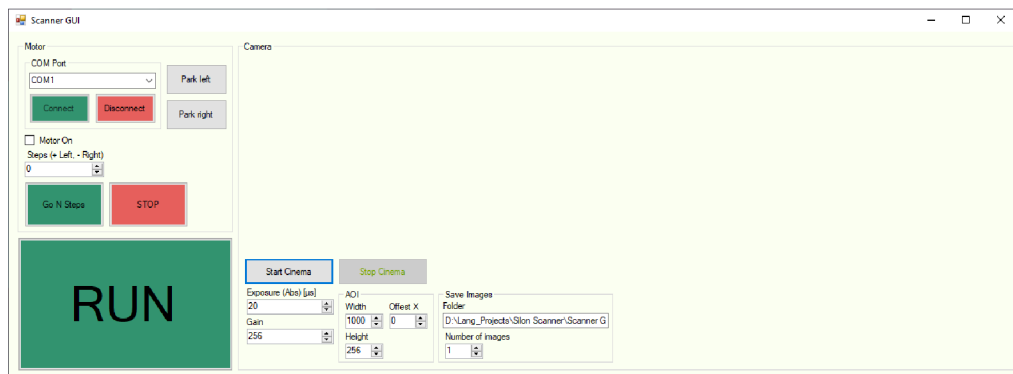 Scanner GUI
Motor
COM Port
COM1
Connect
Disconnect
Park left
Park right
Motor On
Steps (+ Left, - Right)
0
Go N Steps
STOP
RUN
Camera
Start Cinema
Stop Cinema
Exposure (Abs) [µs]
20
Gain
256
AOI
Width
Offest X
1000
0
Height
256
Save Images
Folder
D:\Lang_Projects\Silon Scanner\Scanner G
Number of images
1